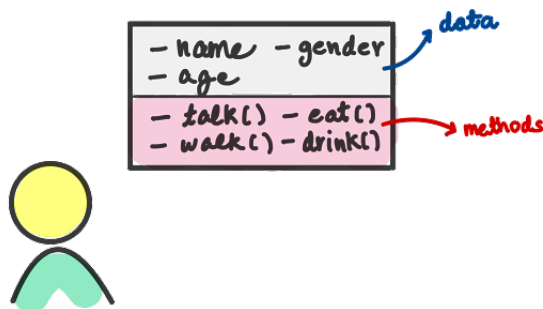 data
- name - gender
- age
- talk() - eat()
- walk() - drink()
methods